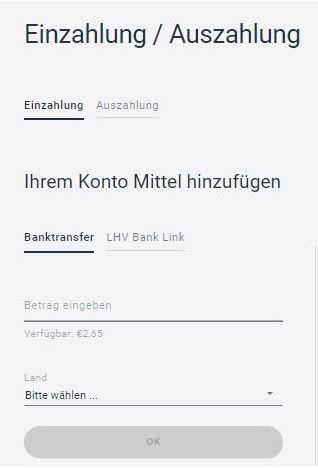 Einzahlung / Auszahlung
Einzahlung Auszahlung
Ihrem Konto Mittel hinzufügen
Banktransfer LHV Bank Link
Betrag eingeben
Verfügbar: €2,65
Land
Bitte wählen ...
OK